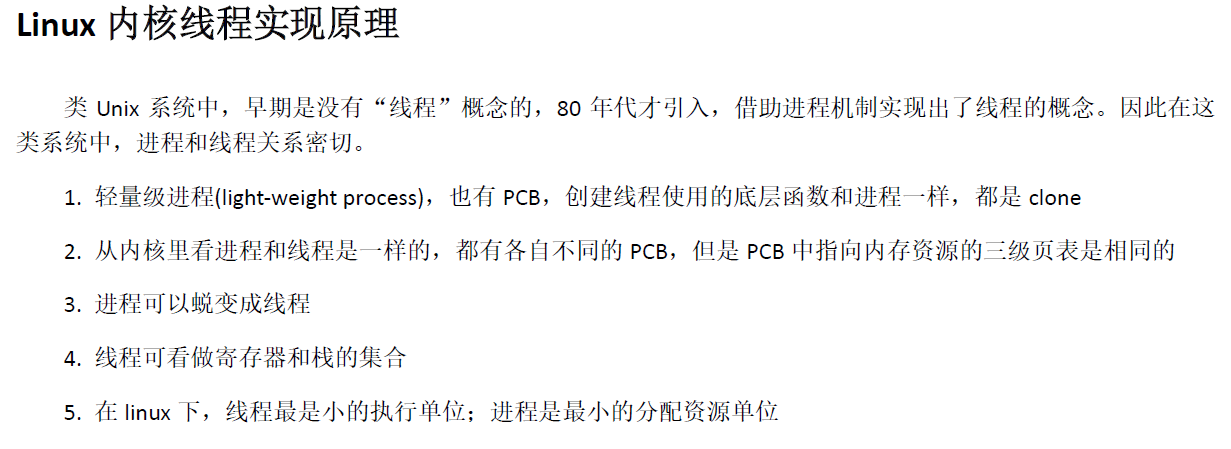 Linux 内核线程实现原理
类 Unix 系统中，早期是没有“线程”概念的，80 年代才引入，借助进程机制实现出了线程的概念。因此在这
类系统中，进程和线程关系密切。
1. 轻量级进程(light-weight process)，也有 PCB，创建线程使用的底层函数和进程一样，都是 clone
2. 从内核里看进程和线程是一样的，都有各自不同的 PCB，但是 PCB 中指向内存资源的三级页表是相同的
3. 进程可以蜕变成线程
4. 线程可看做寄存器和栈的集合
5. 在 linux 下，线程最是小的执行单位；进程是最小的分配资源单位